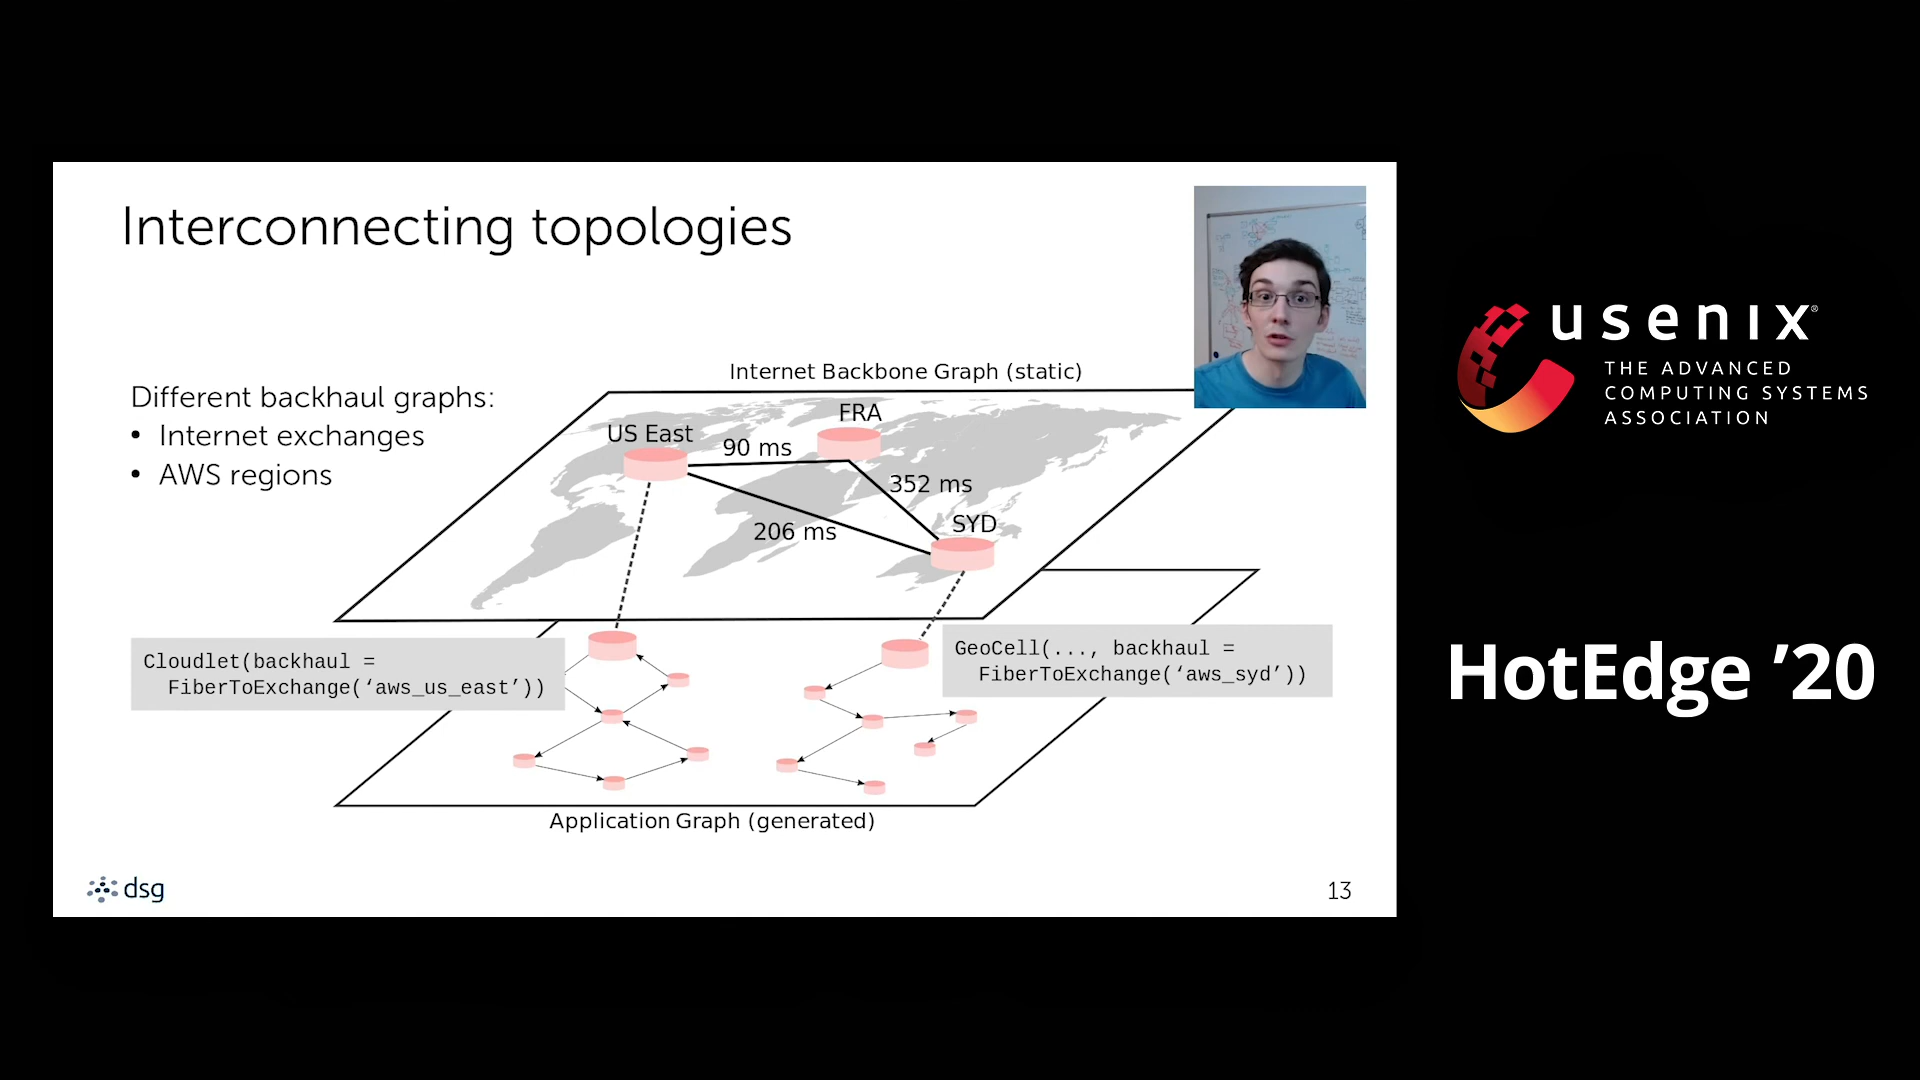 Interconnecting topologies
Different backhaul graphs:
• Internet exchanges
• AWS regions
Internet Backbone Graph (static)
FRA
US East
90 ms
352 ms
SYD
206 ms
Cloudlet(backhaul =
FiberToExchange(‘aws_us_east’))
GeoCell(..., backhaul =
FiberToExchange(‘aws_syd’))
Application Graph (generated)
dsg
13
usenix®
THE ADVANCED
COMPUTING SYSTEMS
ASSOCIATION
HotEdge ’20